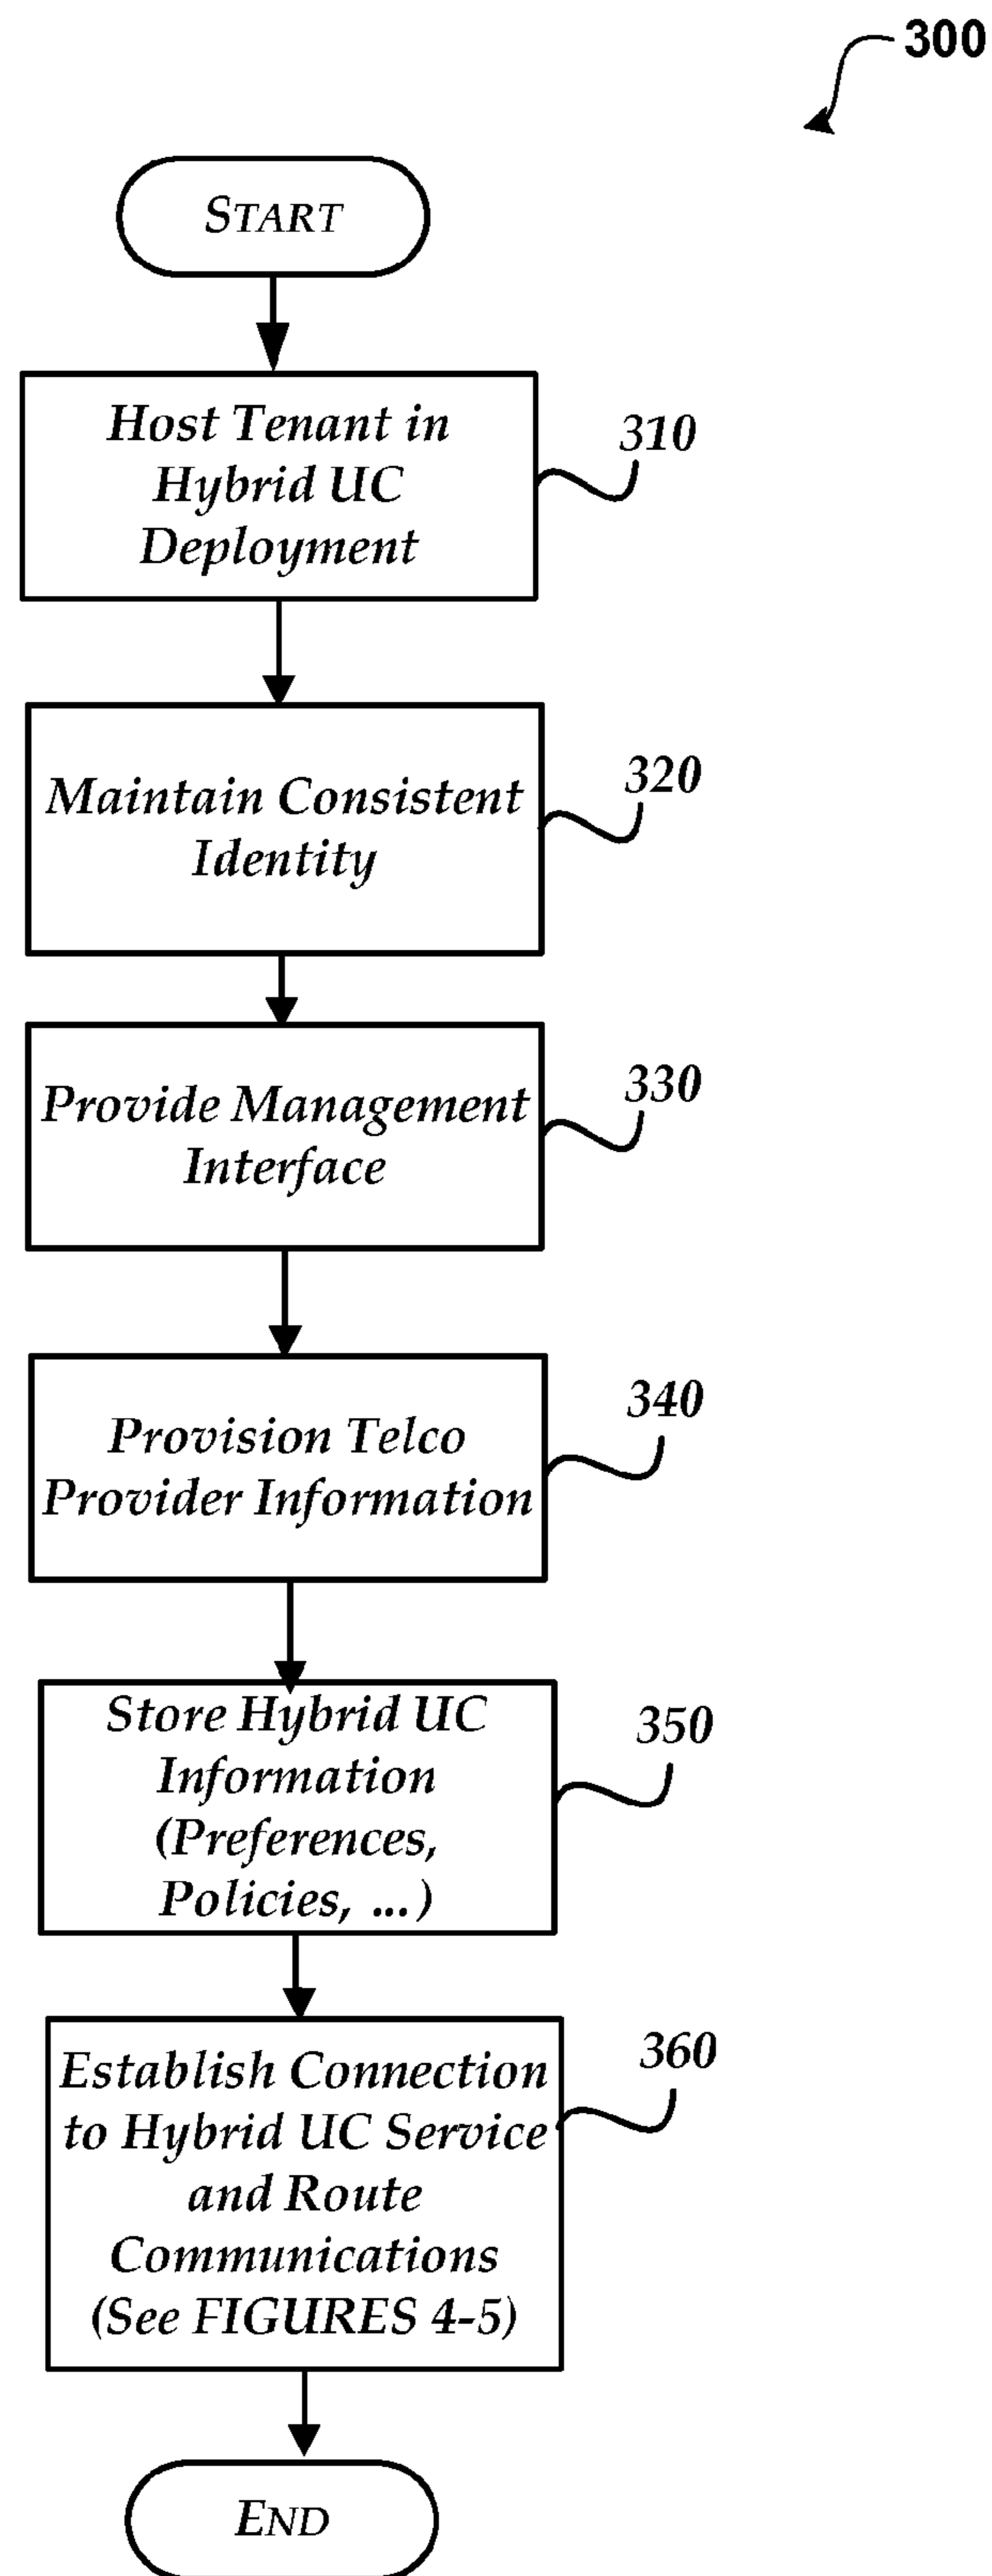 300
START
Host Tenant in
Hybrid UC
Deployment
310
Maintain Consistent
Identity
320
Provide Management
Interface
330
Provision Telco
Provider Information
340
Store Hybrid UC
Information
(Preferences,
Policies, ...)
350
Establish Connection
to Hybrid UC Service
and Route
Communications
(See FIGURES 4-5)
360
END